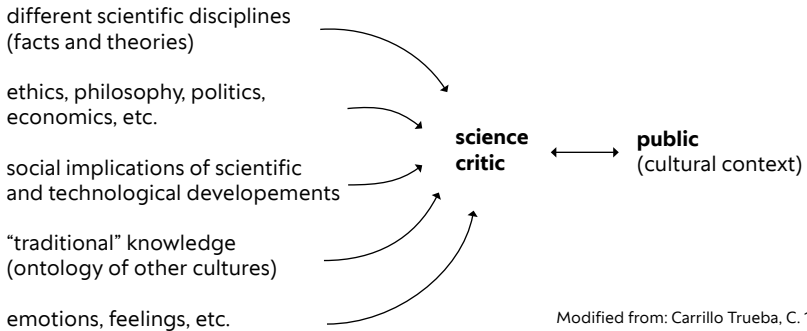 different scientific disciplines
(facts and theories)
ethics, philosophy, politics,
economics, etc.
social implications of scientific
and technological developements
“traditional” knowledge
(ontology of other cultures)
emotions, feelings, etc.
science
critic
public
(cultural context)
Modified from: Carrillo Trueba, C.